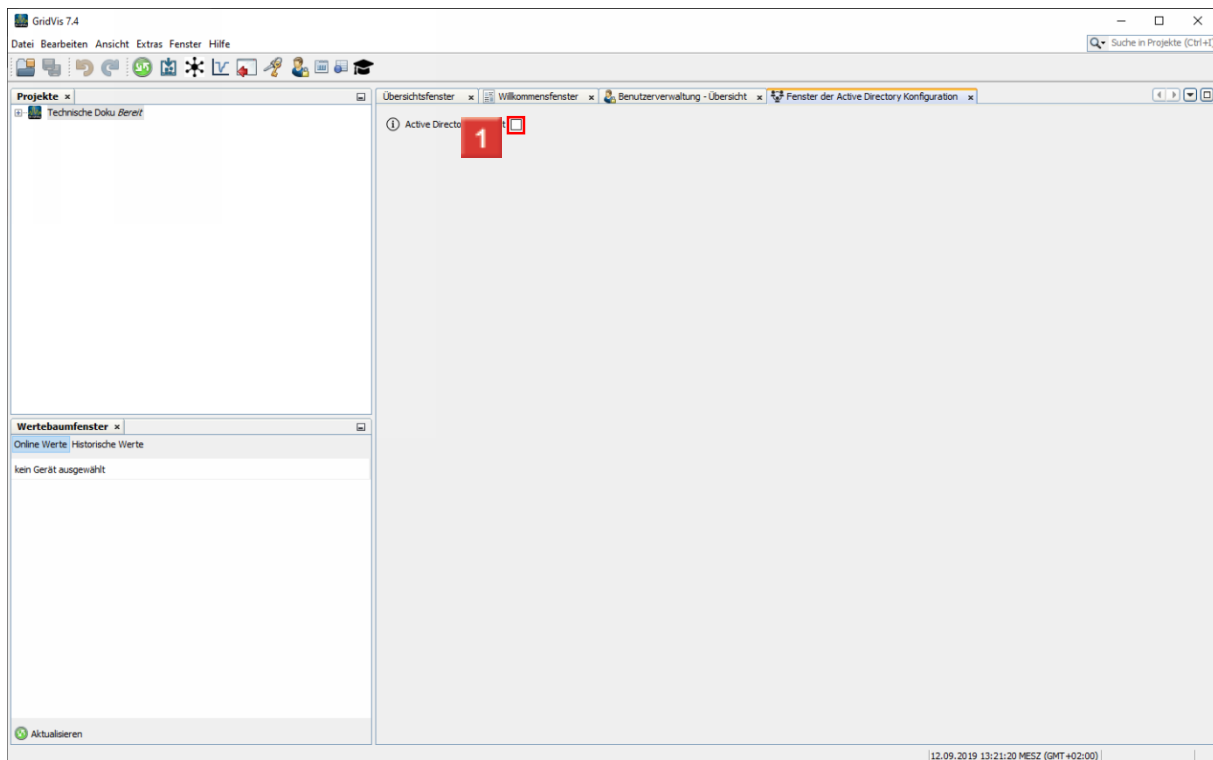 GridVis 7.4
Datei Bearbeiten Ansicht Extras Fenster Hilfe
Suche in Projekte (Ctrl+I)
Projekte
Technische Doku Bereit
Übersichtsfenster Willkommensfenster Benutzerverwaltung - Übersicht Fenster der Active Directory Konfiguration
Active Directo
1
t
Wertebaumfenster
Online Werte Historische Werte
kein Gerät ausgewählt
Aktualisieren
12.09.2019 13:21:20 MESZ (GMT+02:00)